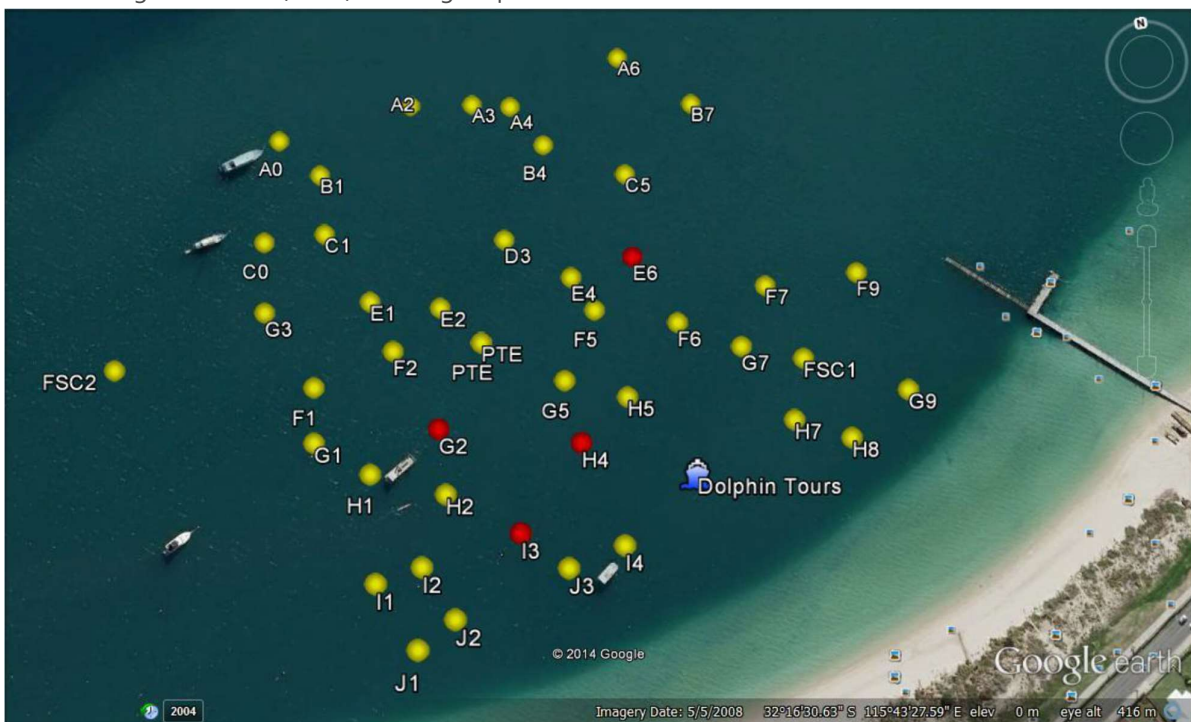 N
A6
A2
A3
A4
B7
A0
B4
B1
C5
C1
D3
C0
E6
E4
F7
F9
E1
E2
G3
F5
F6
PTE
F2
PTE
G7
FSC1
FSC2
G5
H5
G9
F1
G2
H7
G1
H4
H8
H1
H2
Dolphin Tours
I3
I4
I2
J3
I1
J2
J1
© 2014 Google
Google earth
2004
Imagery Date: 5/5/2008 32°16'30.63" S 115°43'27.59" E elev 0 m eye alt 416 m